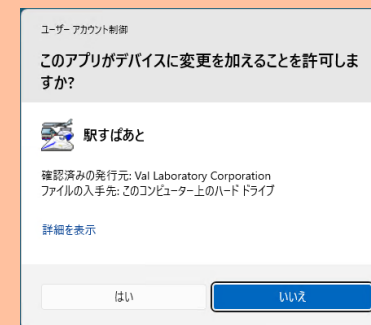 ユーザー アカウント制御
このアプリがデバイスに変更を加えることを許可しま
すか?
駅すぱあと
確認済みの発行元: Val Laboratory Corporation
ファイルの入手先: このコンピューター上のハード ドライブ
詳細を表示
はい
いいえ